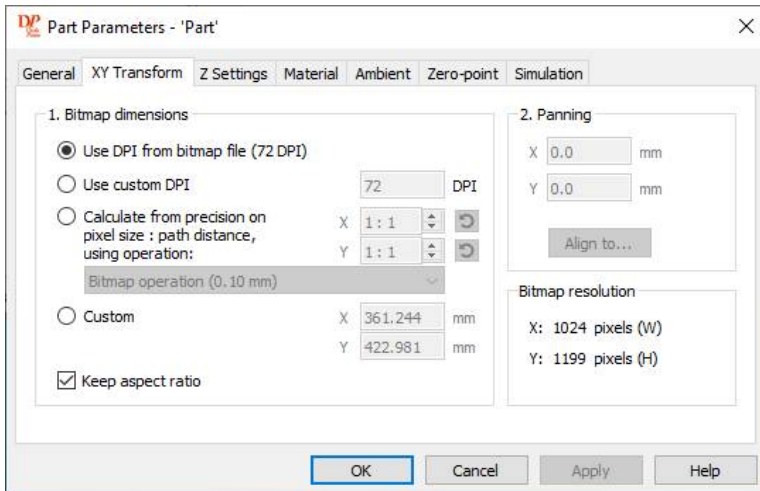 DP Part Parameters - 'Part'
General XY Transform Z Settings Material Ambient Zero-point Simulation
1. Bitmap dimensions
Use DPI from bitmap file (72 DPI)
Use custom DPI 72 DPI
Calculate from precision on
pixel size : path distance,
using operation:
X 1 : 1
Y 1 : 1
Bitmap operation (0.10 mm)
Custom X 361.244 mm
Y 422.981 mm
Keep aspect ratio
2. Panning
X 0.0 mm
Y 0.0 mm
Align to...
Bitmap resolution
X: 1024 pixels (W)
Y: 1199 pixels (H)
OK Cancel Apply Help